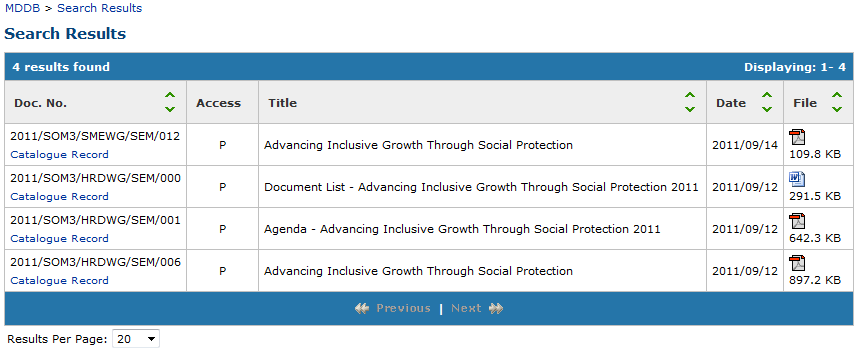 MDDB > Search Results
Search Results
4 results found Displaying: 1- 4
Doc. No. Access Title Date File
2011/SOM3/SMEWG/SEM/012
Catalogue Record
P Advancing Inclusive Growth Through Social Protection 2011/09/14
109.8 KB
2011/SOM3/HRDWG/SEM/000
Catalogue Record
P Document List - Advancing Inclusive Growth Through Social Protection 2011 2011/09/12
291.5 KB
2011/SOM3/HRDWG/SEM/001
Catalogue Record
P Agenda - Advancing Inclusive Growth Through Social Protection 2011 2011/09/12
642.3 KB
2011/SOM3/HRDWG/SEM/006
Catalogue Record
P Advancing Inclusive Growth Through Social Protection 2011/09/12
897.2 KB
Previous | Next
Results Per Page: 20